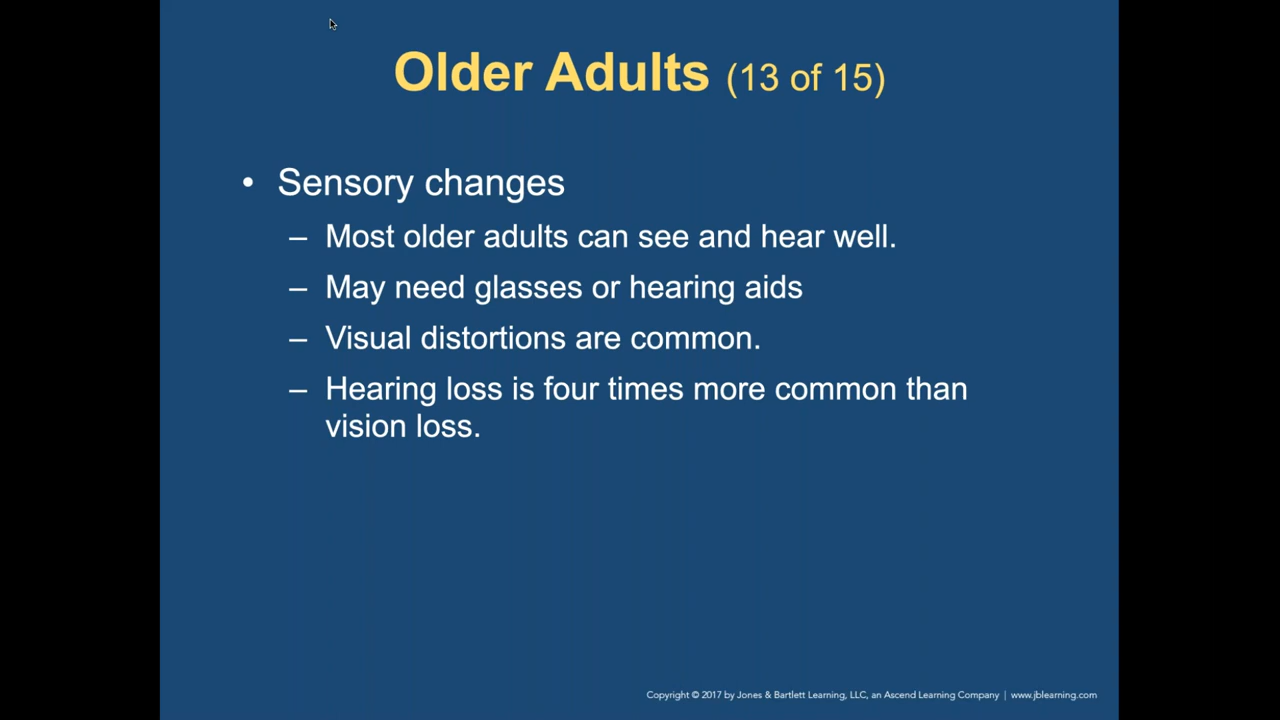 Older Adults (13 of 15)
• Sensory changes
– Most older adults can see and hear well.
– May need glasses or hearing aids
– Visual distortions are common.
– Hearing loss is four times more common than
vision loss.
Copyright © 2017 by Jones & Bartlett Learning, LLC, an Ascend Learning Company | www.jblearning.com